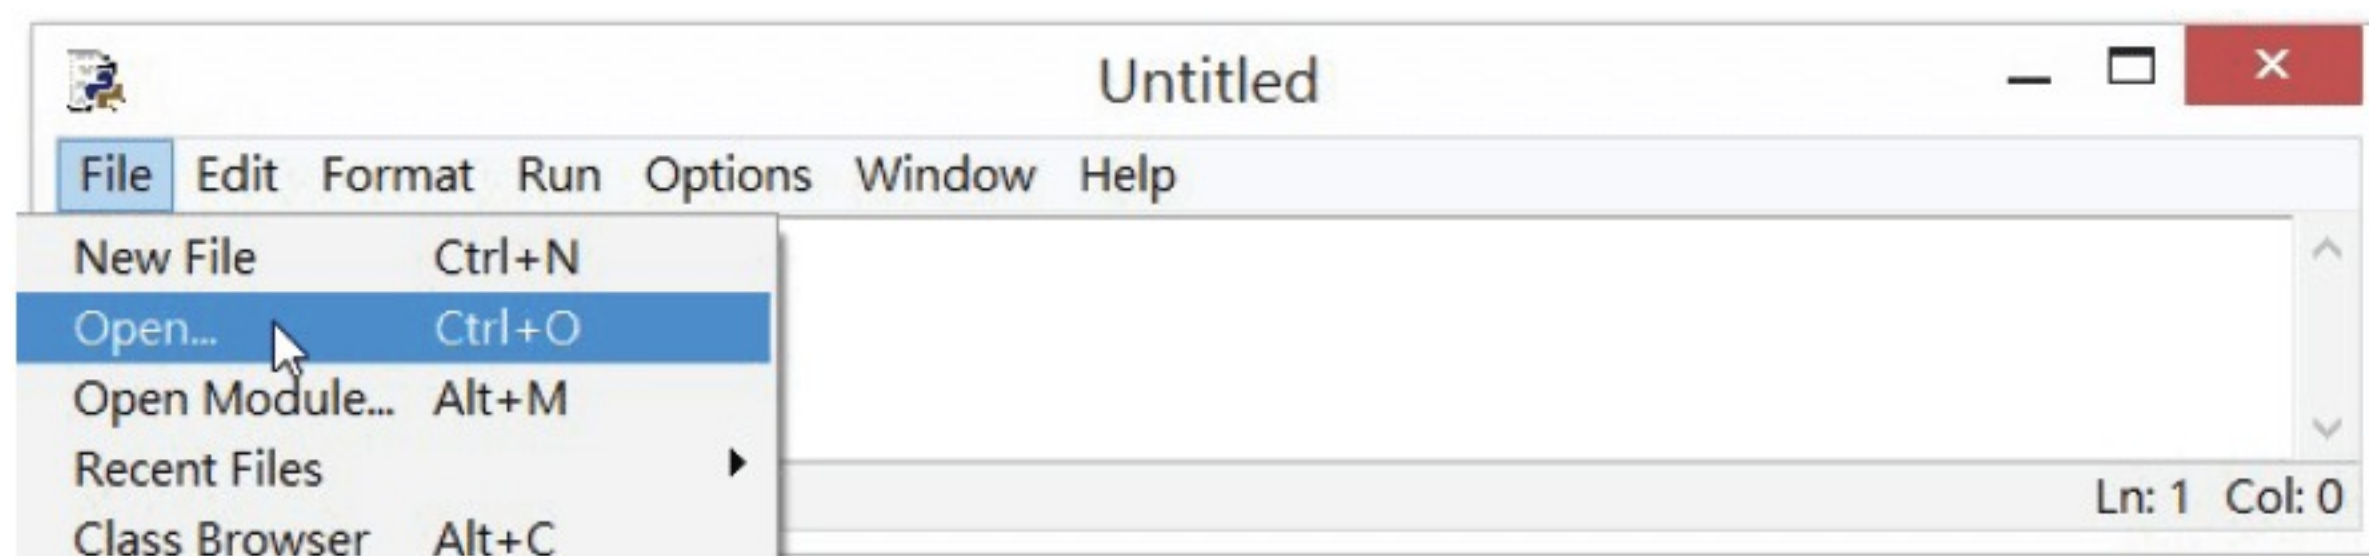 Untitled
File Edit Format Run Options Window Help
New File Ctrl+N
Open... Ctrl+O
Open Module... Alt+M
Recent Files
Class Browser Alt+C
Ln: 1 Col: 0